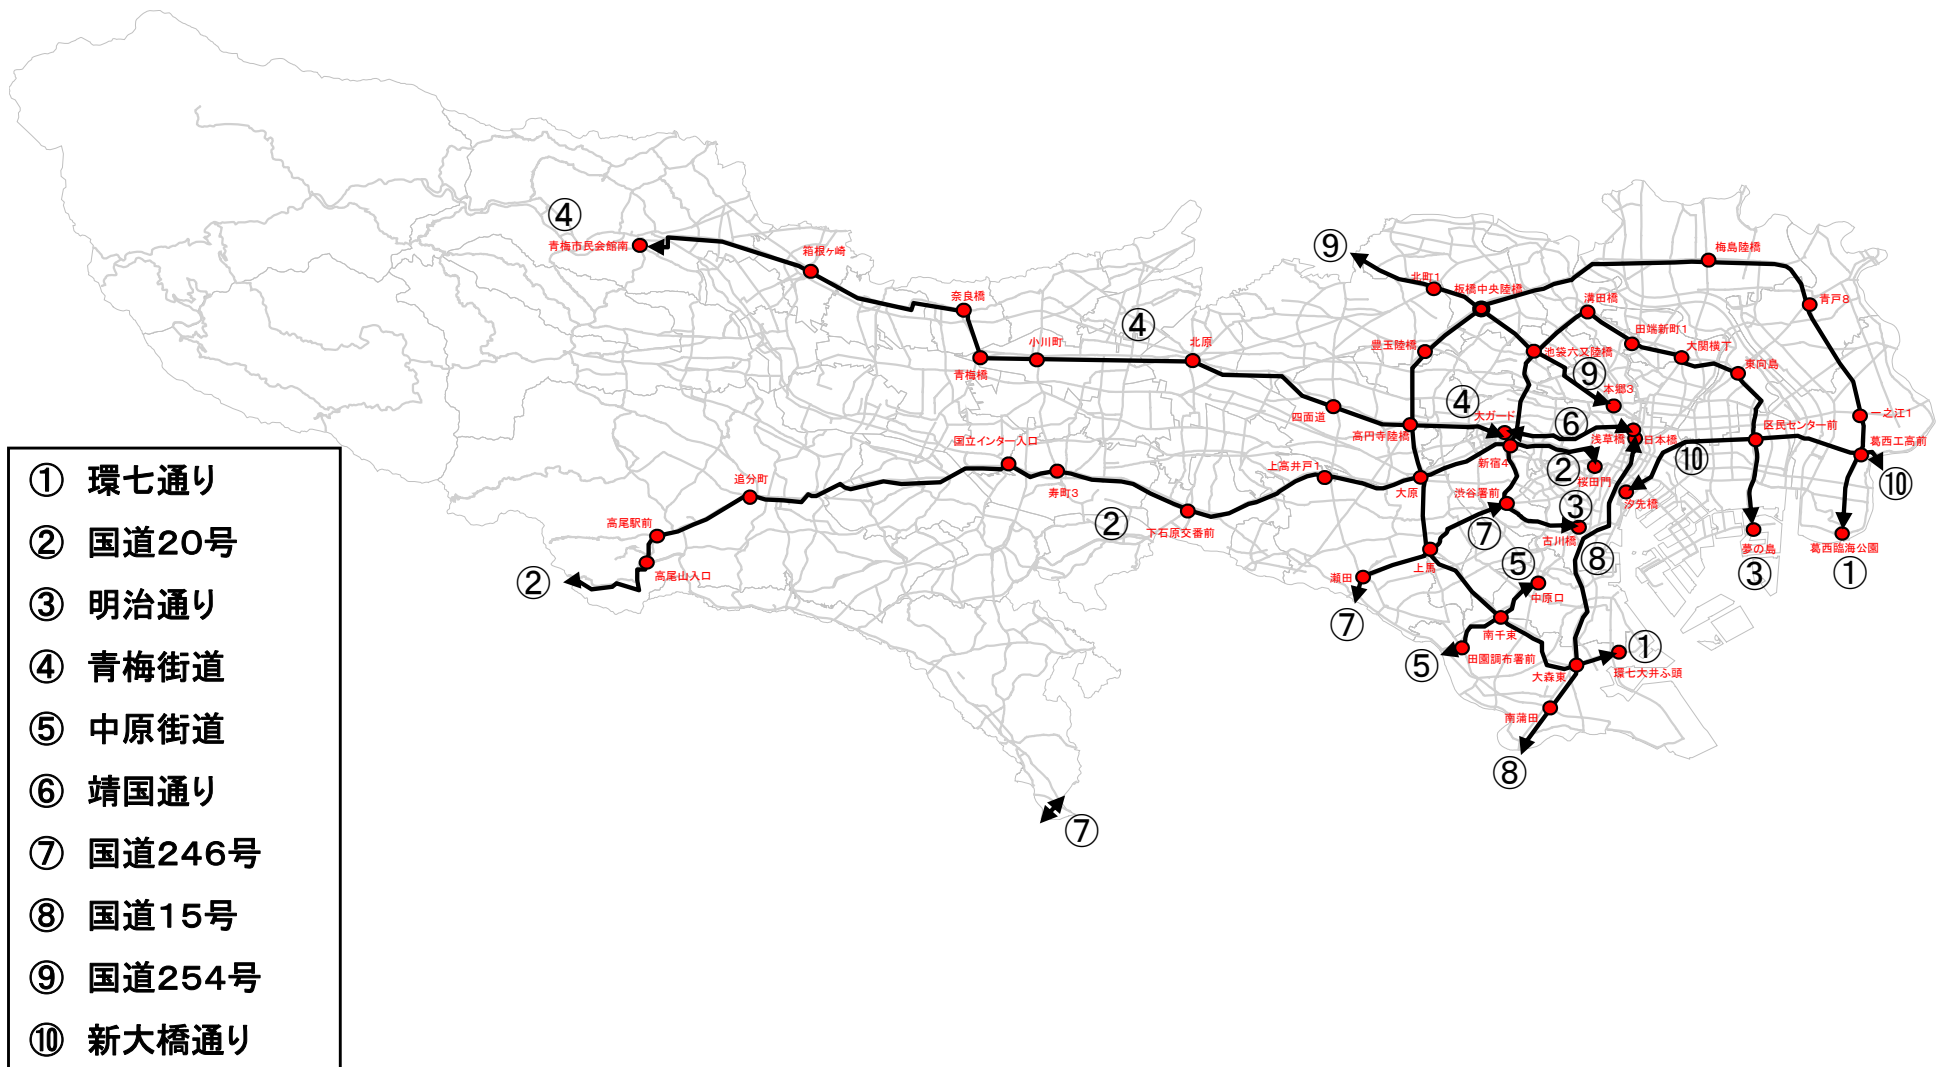 ① 環七通り
② 国道20号
③ 明治通り
④ 青梅街道
⑤ 中原街道
⑥ 靖国通り
⑦ 国道246号
⑧ 国道15号
⑨ 国道254号
⑩ 新大橋通り
④
青梅市民会館南
箱根ヶ崎
奈良橋
④
小川町
青梅橋
北原
四面道
⑨
北町1
板橋中央陸橋
溝田橋
梅島陸橋
青戸8
田端新町1
大関横丁
東向島
豊玉陸橋
池袋六又陸橋
⑨
本郷3
④
大ガード
⑥
高円寺陸橋
浅草橋
日本橋
区民センター前
一之江1
葛西工高前
⑩
⑩
国立インター入口
追分町
寿町3
上高井戸1
大原
新宿4
②
桜田門
渋谷署前
汐先橋
高尾駅前
高尾山入口
②
②
下石原交番前
⑦
③
古川橋
⑧
夢の島
③
葛西臨海公園
①
瀬田
上馬
⑤
中原口
⑦
南千束
⑤
田園調布署前
①
大森東
環七大井ふ頭
南蒲田
⑧
⑦